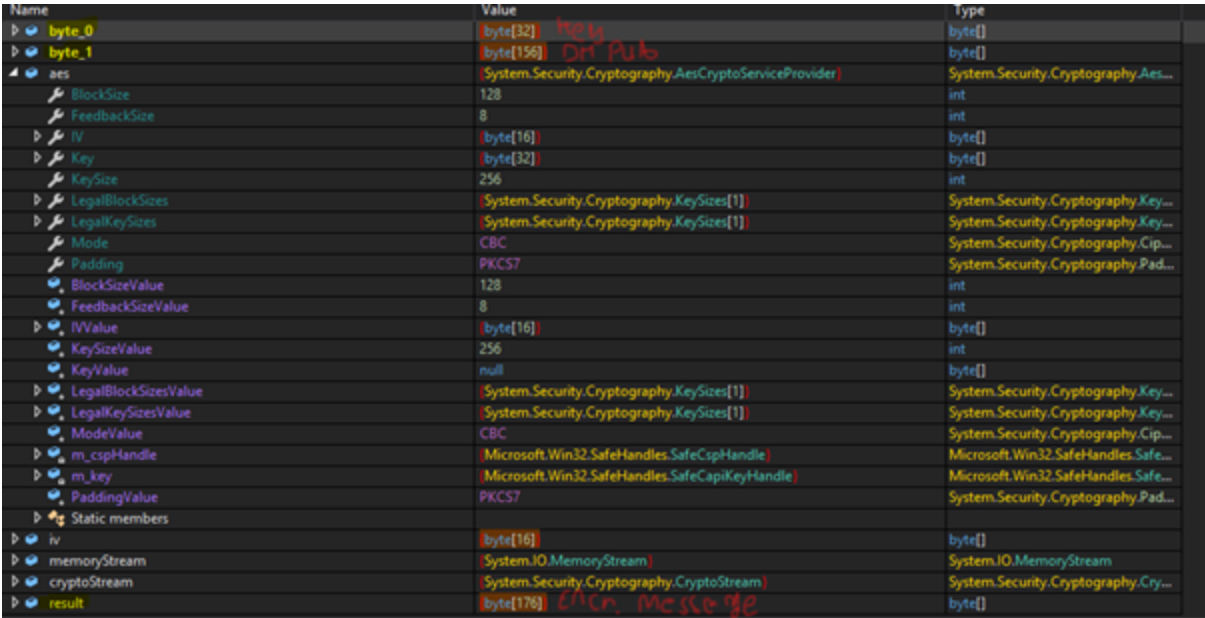 Name Value Type
byte_0 {byte[32]} key byte[]
byte_1 {byte[156]} DH Pub byte[]
aes {System.Security.Cryptography.AesCryptoServiceProvider} System.Security.Cryptography.Aes...
BlockSize 128 int
FeedbackSize 8 int
IV {byte[16]} byte[]
Key {byte[32]} byte[]
KeySize 256 int
LegalBlockSizes {System.Security.Cryptography.KeySizes[1]} System.Security.Cryptography.Key...
LegalKeySizes {System.Security.Cryptography.KeySizes[1]} System.Security.Cryptography.Key...
Mode CBC System.Security.Cryptography.Cip...
Padding PKCS7 System.Security.Cryptography.Pad...
BlockSizeValue 128 int
FeedbackSizeValue 8 int
IVValue {byte[16]} byte[]
KeySizeValue 256 int
KeyValue null byte[]
LegalBlockSizesValue {System.Security.Cryptography.KeySizes[1]} System.Security.Cryptography.Key...
LegalKeySizesValue {System.Security.Cryptography.KeySizes[1]} System.Security.Cryptography.Key...
ModeValue CBC System.Security.Cryptography.Cip...
m_cspHandle {Microsoft.Win32.SafeHandles.SafeCspHandle} Microsoft.Win32.SafeHandles.Safe...
m_key {Microsoft.Win32.SafeHandles.SafeCapiKeyHandle} Microsoft.Win32.SafeHandles.Safe...
PaddingValue PKCS7 System.Security.Cryptography.Pad...
Static members
iv {byte[16]} byte[]
memoryStream {System.IO.MemoryStream} System.IO.MemoryStream
cryptoStream {System.Security.Cryptography.CryptoStream} System.Security.Cryptography.Cry...
result {byte[176]} Encr. Message byte[]